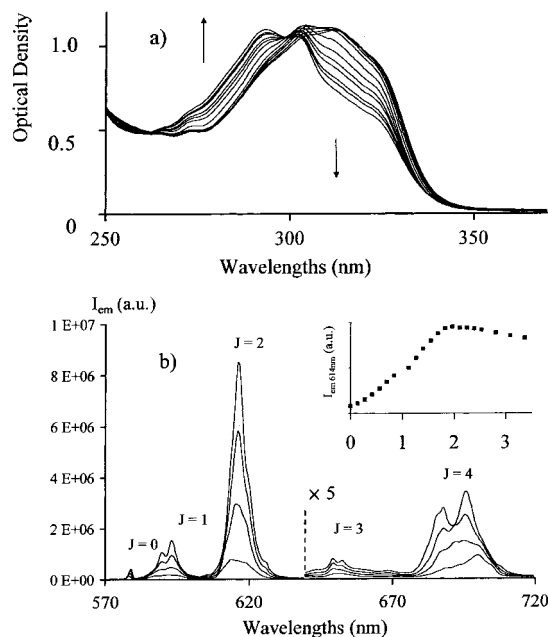 a)
Optical Density
1.0
0.5
0
250
300
350
Wavelengths (nm)
I em (a.u.)
1 E+07
8 E+06
6 E+06
4 E+06
2 E+06
0 E+00
b)
J = 2
J = 0
J = 1
× 5
J = 3
J = 4
I em 614nm (a.u.)
0
1
2
3
570
620
670
720
Wavelengths (nm)